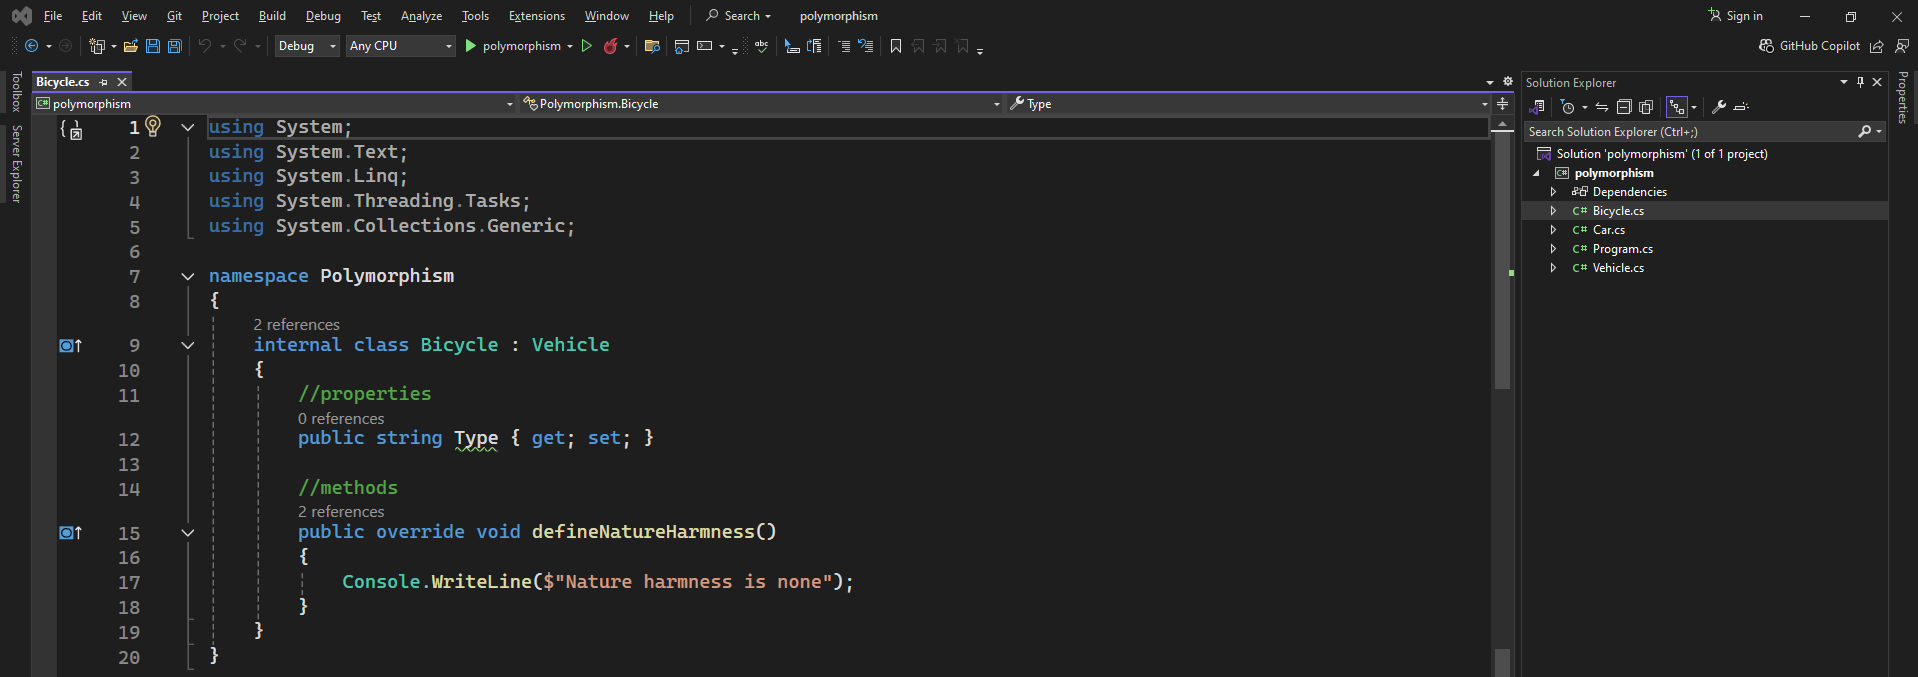 File Edit View Git Project Build Debug Test Analyze Tools Extensions Window Help Search polymorphism Sign in
Debug Any CPU polymorphism GitHub Copilot
Toolbox
Server Explorer
Bicycle.cs
polymorphism Polymorphism.Bicycle Type
1 using System;
2 using System.Text;
3 using System.Linq;
4 using System.Threading.Tasks;
5 using System.Collections.Generic;
6
7 namespace Polymorphism
8 {
2 references
9 internal class Bicycle : Vehicle
10 {
11 //properties
0 references
12 public string Type { get; set; }
13
14 //methods
2 references
15 public override void defineNatureHarmness()
16 {
17 Console.WriteLine($"Nature harmness is none");
18 }
19 }
20 }
Solution Explorer
Search Solution Explorer (Ctrl+;)
Solution 'polymorphism' (1 of 1 project)
C# polymorphism
Dependencies
C# Bicycle.cs
C# Car.cs
C# Program.cs
C# Vehicle.cs
Properties